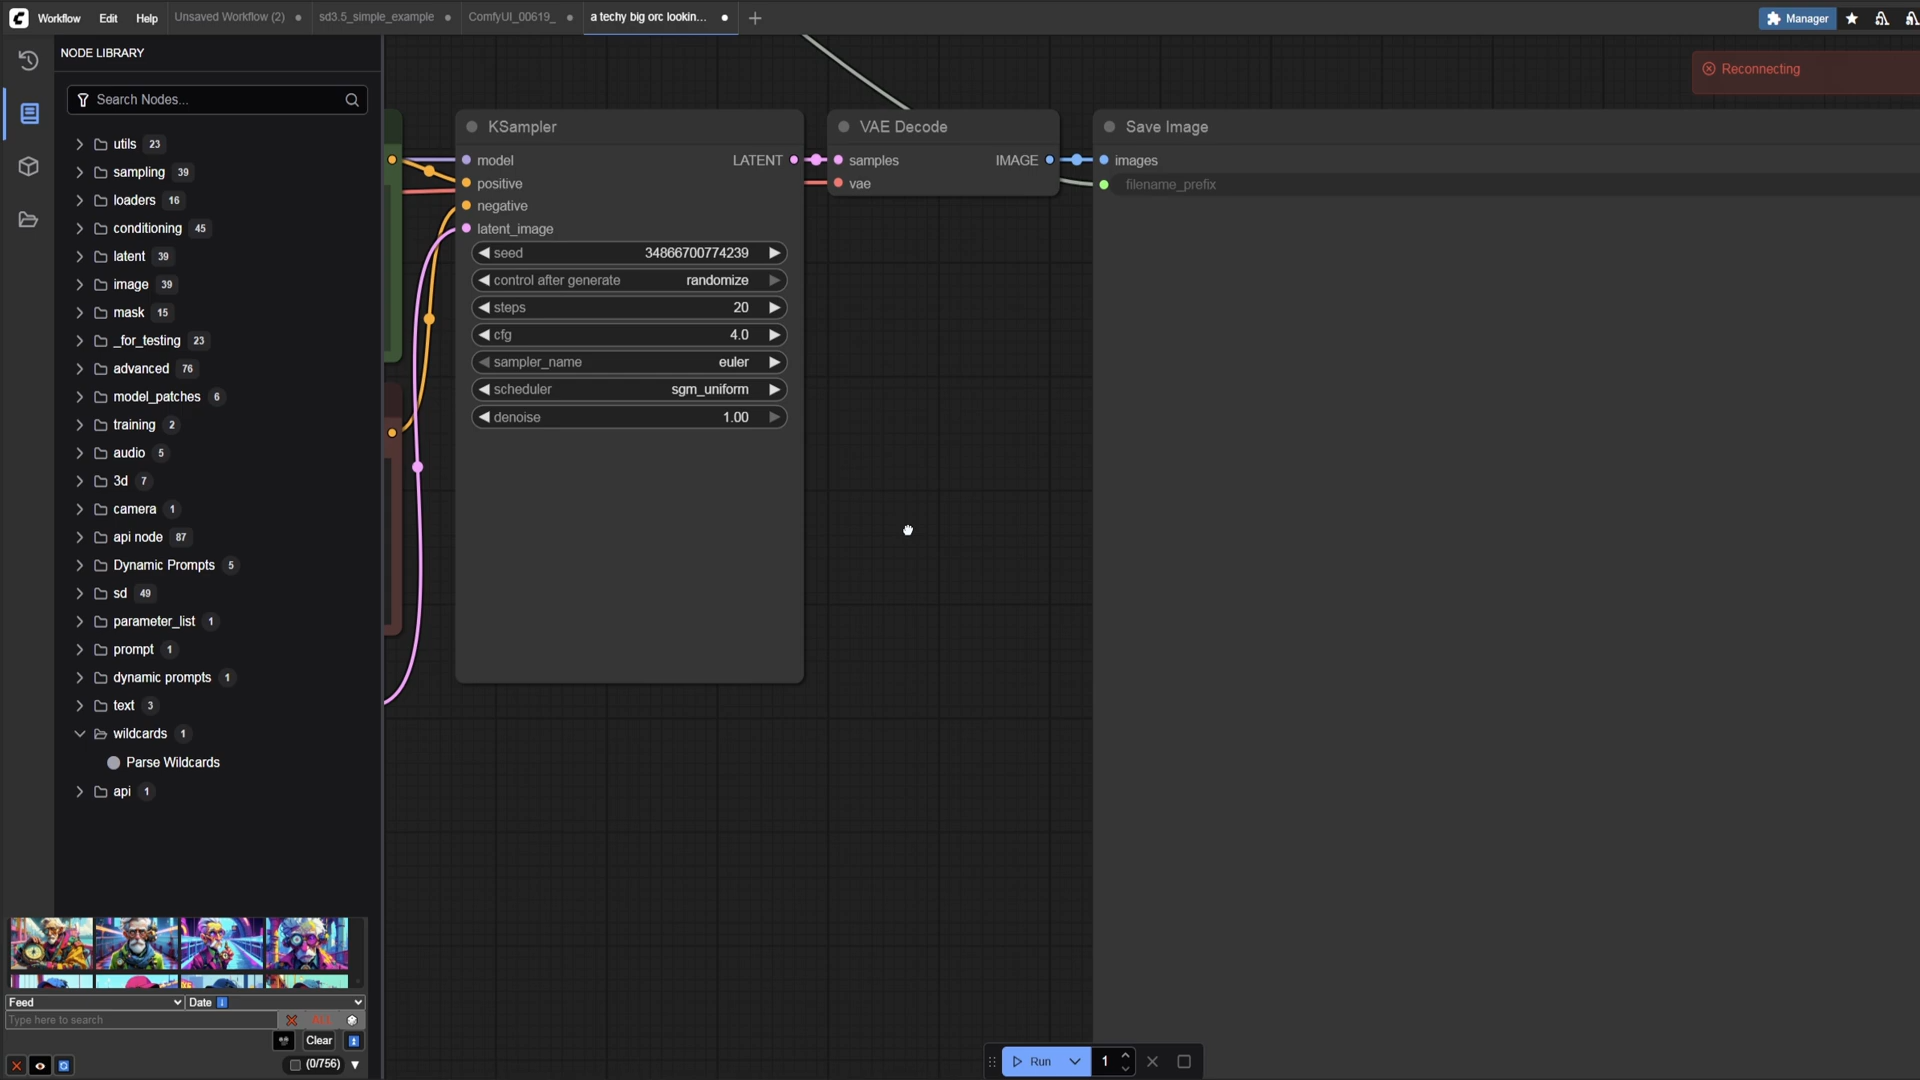 Workflow Edit Help Unsaved Workflow (2) sd3.5_simple_example ComfyUI_00619_ a techy big orc lookin... Manager
NODE LIBRARY
Search Nodes...
utils 23
sampling 39
loaders 16
conditioning 45
latent 39
image 39
mask 15
_for_testing 23
advanced 76
model_patches 6
training 2
audio 5
3d 7
camera 1
api node 87
Dynamic Prompts 5
sd 49
parameter_list 1
prompt 1
dynamic prompts 1
text 3
wildcards 1
Parse Wildcards
api 1
Feed Date
Type here to search ALL
Clear
(0/756)
KSampler
model LATENT
positive
negative
latent_image
seed 34866700774239
control after generate randomize
steps 20
cfg 4.0
sampler_name euler
scheduler sgm_uniform
denoise 1.00
VAE Decode
samples IMAGE
vae
Save Image
images
filename_prefix
Reconnecting
Run 1